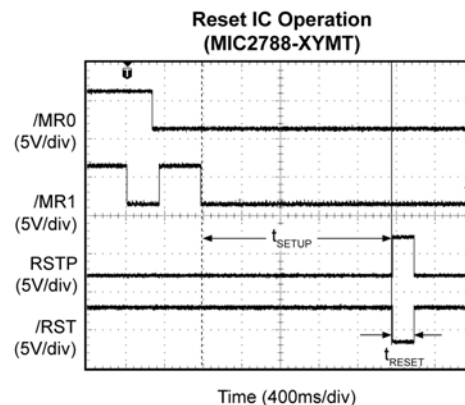 Reset IC Operation
(MIC2788-XYMT)
T
/MR0
(5V/div)
/MR1
(5V/div)
tSETUP
RSTP
(5V/div)
/RST
(5V/div)
tRESET
Time (400ms/div)